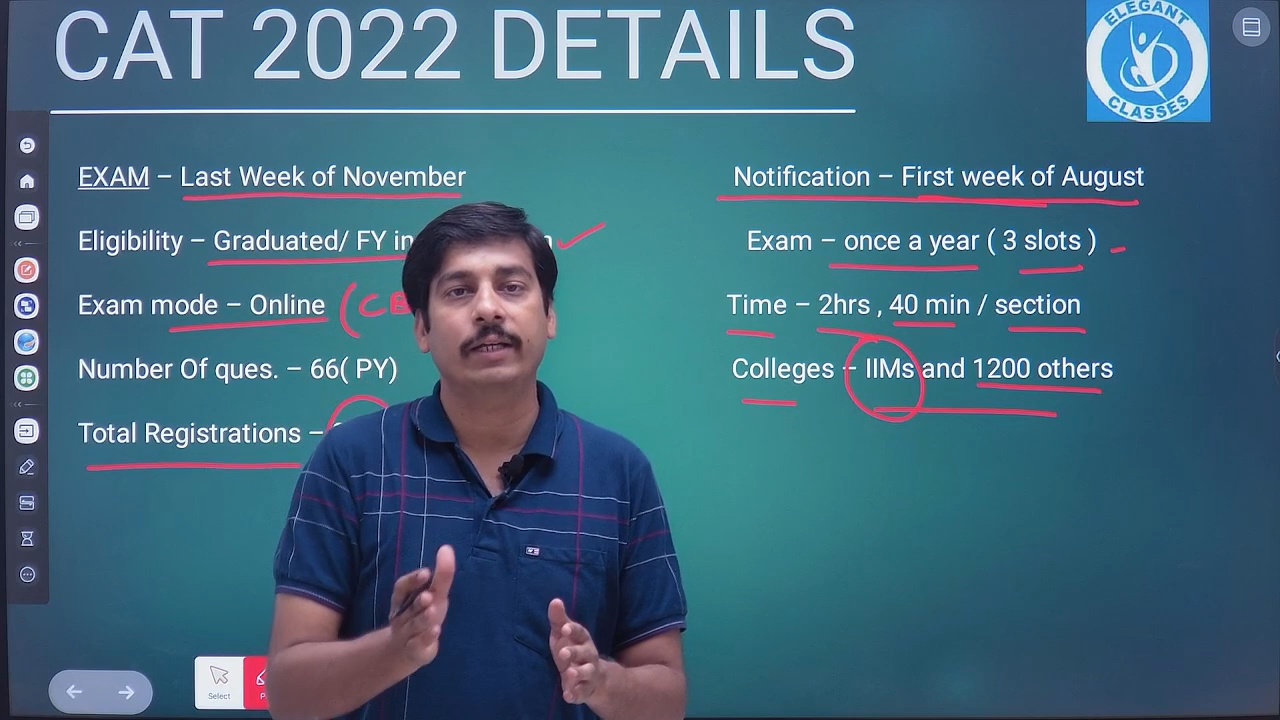 CAT 2022 DETAILS
ELEGANT
CLASSES
EXAM – Last Week of November
Notification – First week of August
Eligibility – Graduated/ FY in
Exam – once a year ( 3 slots )
Exam mode – Online (CB
Time – 2hrs , 40 min / section
Number Of ques. – 66( PY)
Colleges – IIMs and 1200 others
Total Registrations –
Select